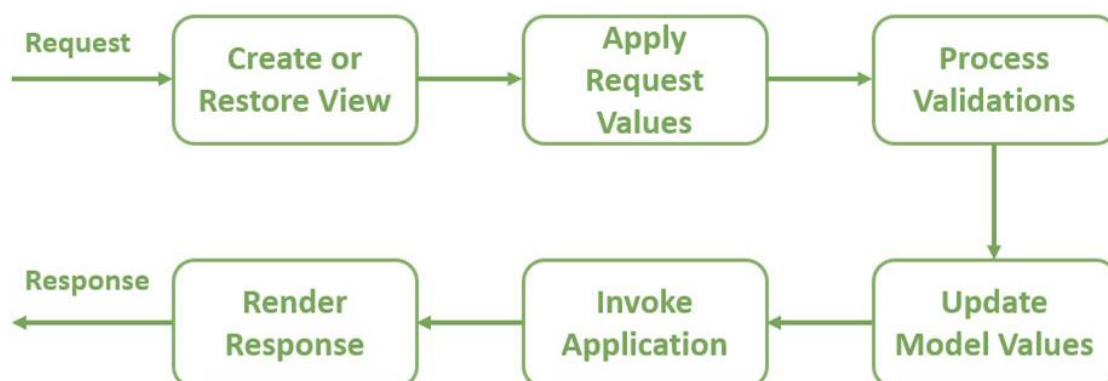 Request
Create or
Restore View
Apply
Request
Values
Process
Validations
Response
Render
Response
Invoke
Application
Update
Model Values